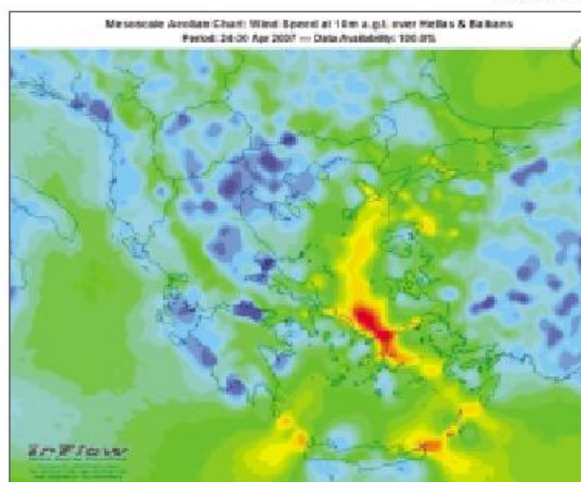 Mesoscale Aeolian Chart: Wind Speed at 10m a.g.l. over Hellas & Balkans
Period: 24-30 Apr 2007 — Data Availability: 100.0%
InFlow